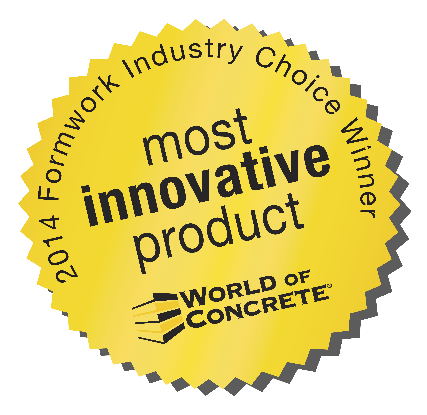 2014 Formwork Industry Choice Winner
most
innovative
product
WORLD OF
CONCRETE®